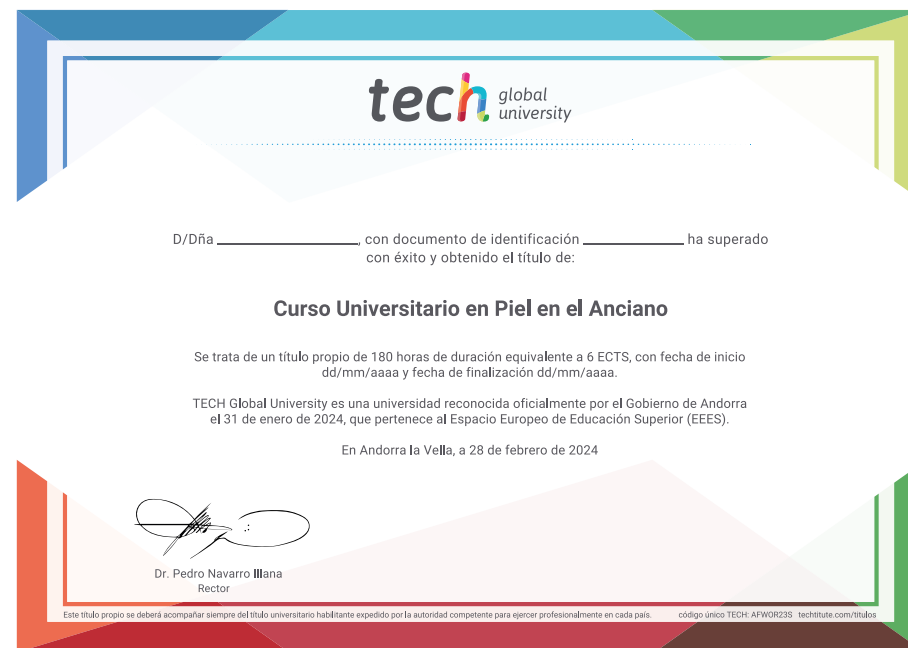 tech global university
D/Dña ______________, con documento de identificación ______________ ha superado
con éxito y obtenido el título de:
Curso Universitario en Piel en el Anciano
Se trata de un título propio de 180 horas de duración equivalente a 6 ECTS, con fecha de inicio
dd/mm/aaaa y fecha de finalización dd/mm/aaaa.
TECH Global University es una universidad reconocida oficialmente por el Gobierno de Andorra
el 31 de enero de 2024, que pertenece al Espacio Europeo de Educación Superior (EEES).
En Andorra la Vella, a 28 de febrero de 2024
Dr. Pedro Navarro Illana
Rector
Este título propio se deberá acompañar siempre del título universitario habilitante expedido por la autoridad competente para ejercer profesionalmente en cada país. código único TECH: AFWOR23S techtitute.com/titulos